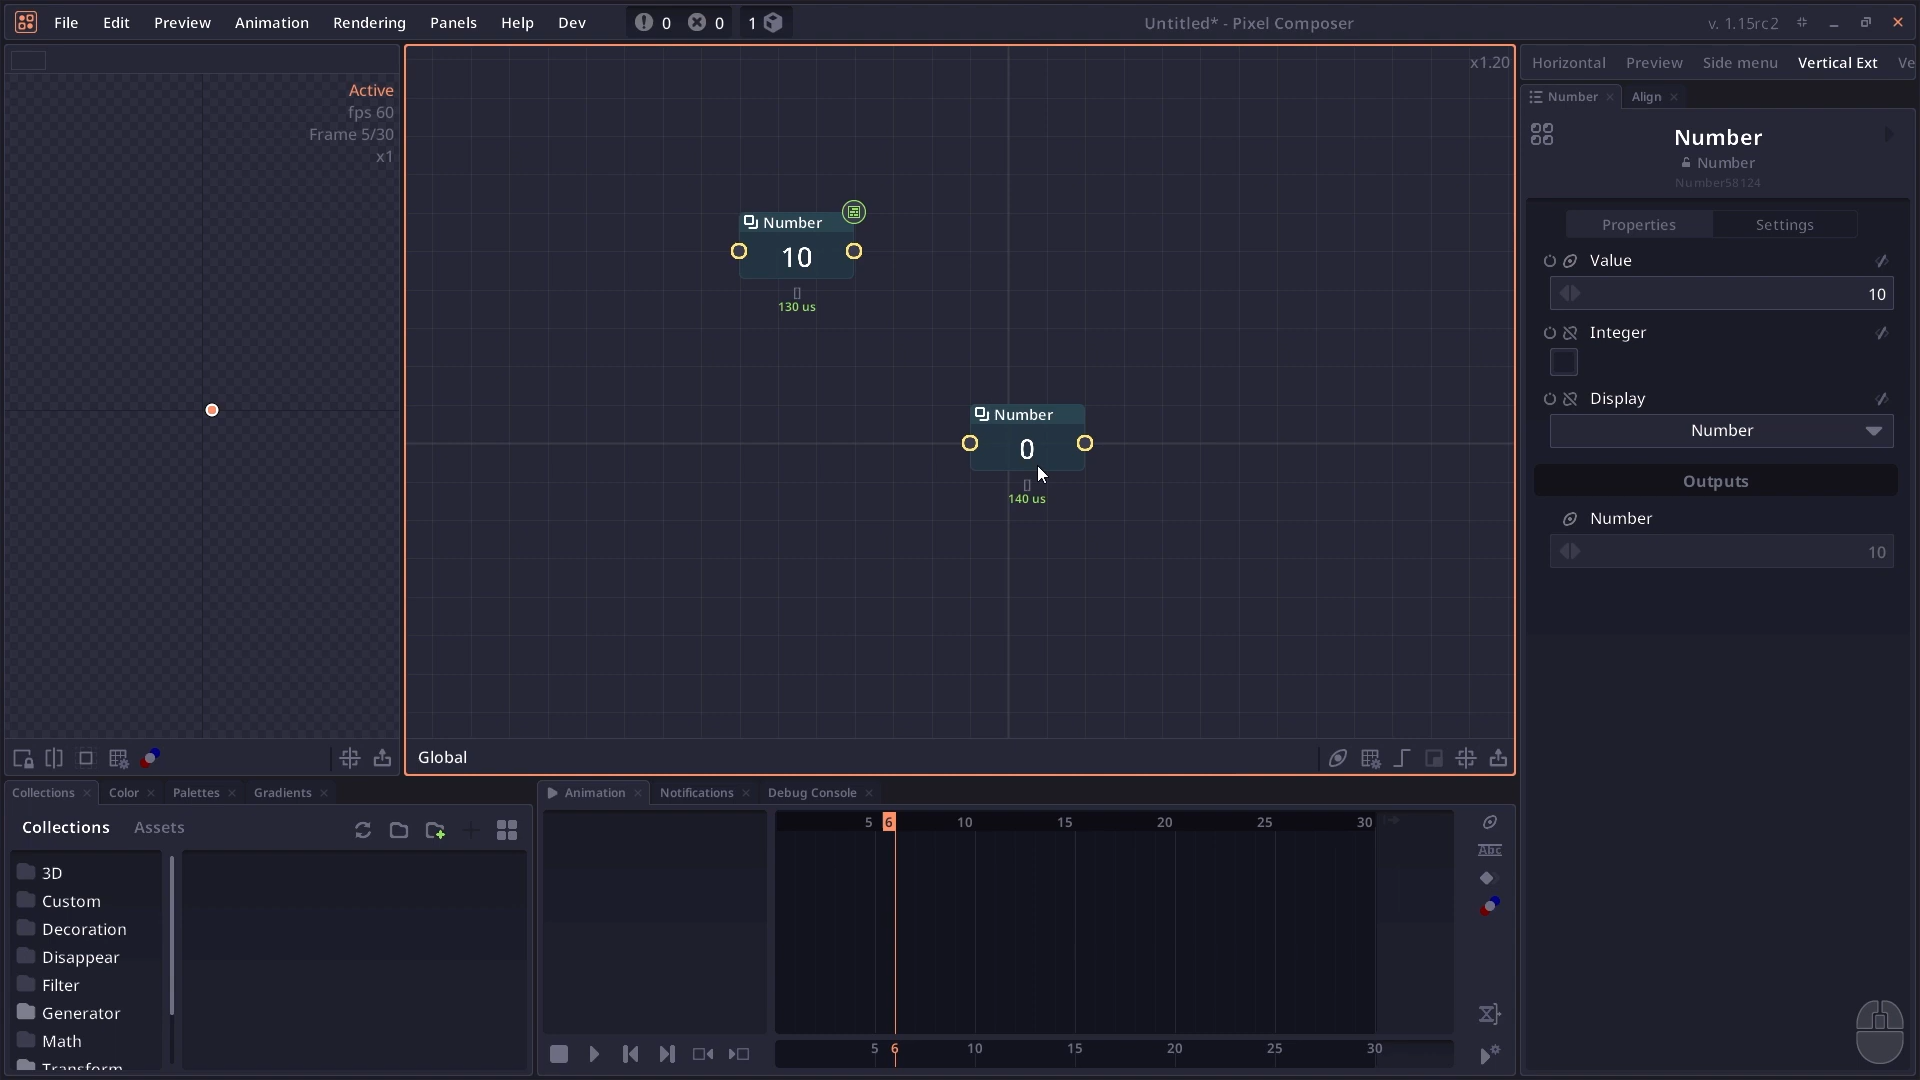 File Edit Preview Animation Rendering Panels Help Dev 0 0 1 Untitled* - Pixel Composer v. 1.15rc2
Horizontal Preview Side menu Vertical Ext Ve
Active
fps 60
Frame 5/30
x1
x1.20
Number
10
130 us
Number
0
140 us
Global
Number Align
Number
Number
Number58124
Properties Settings
Value
10
Integer
Display
Number
Outputs
Number
10
Collections Color Palettes Gradients
Collections Assets
3D
Custom
Decoration
Disappear
Filter
Generator
Math
Transform
Animation Notifications Debug Console
5 6 10 15 20 25 30
Abc
5 6 10 15 20 25 30